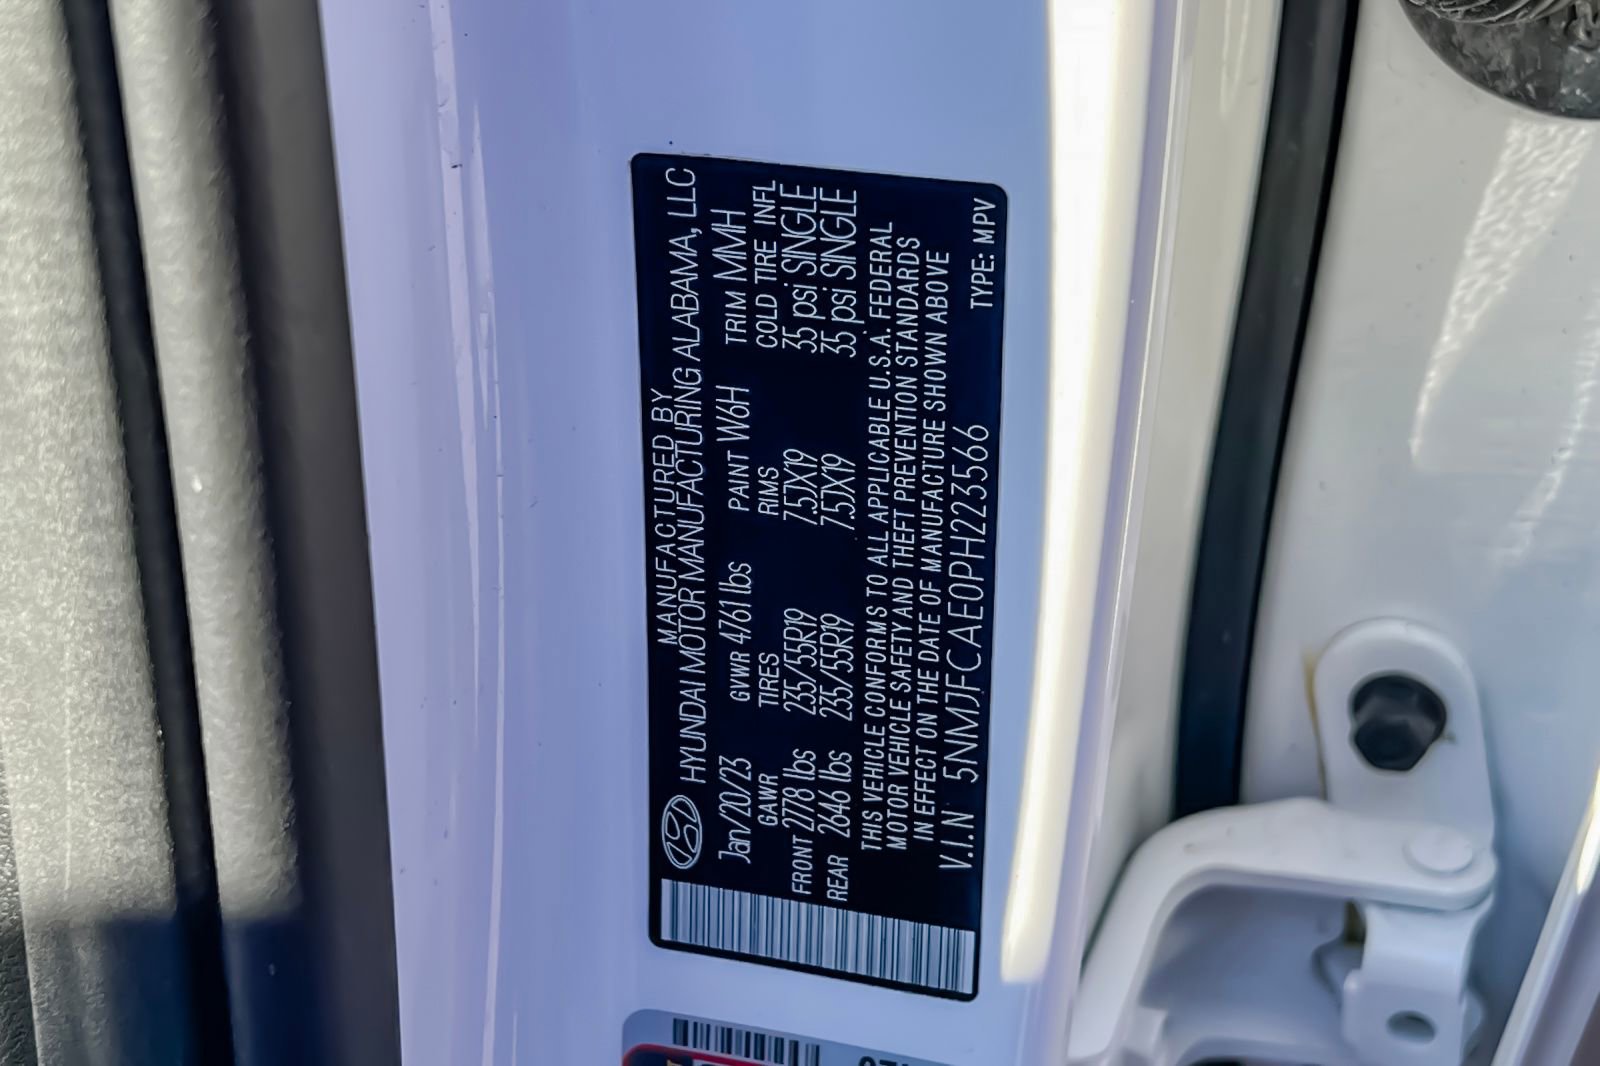 MANUFACTURED BY
HYUNDAI MOTOR MANUFACTURING ALABAMA, LLC
Jan/20/23 GVWR 4761 lbs PAINT W6H TRIM MMH
GAWR TIRES RIMS COLD TIRE INFL
FRONT 2778 lbs 235/55R19 7.5JX19 35 psi SINGLE
REAR 2646 lbs 235/55R19 7.5JX19 35 psi SINGLE
THIS VEHICLE CONFORMS TO ALL APPLICABLE U.S.A. FEDERAL
MOTOR VEHICLE SAFETY AND THEFT PREVENTION STANDARDS
IN EFFECT ON THE DATE OF MANUFACTURE SHOWN ABOVE
V.I.N 5NMJFCAE0PH223566 TYPE: MPV